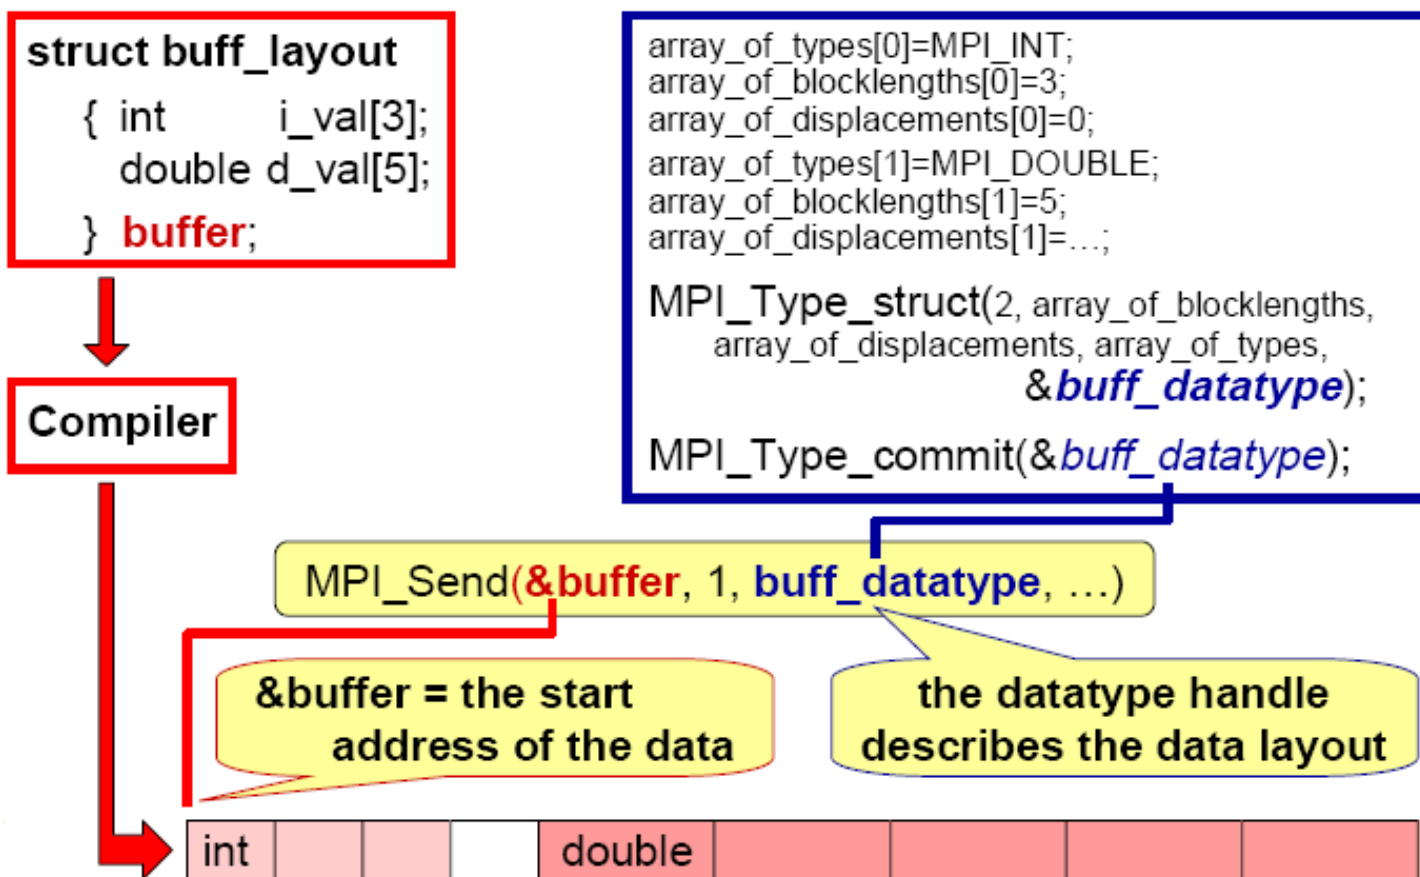 struct buff_layout
{ int i_val[3];
double d_val[5];
} buffer;
Compiler
array_of_types[0]=MPI_INT;
array_of_blocklengths[0]=3;
array_of_displacements[0]=0;
array_of_types[1]=MPI_DOUBLE;
array_of_blocklengths[1]=5;
array_of_displacements[1]=…;
MPI_Type_struct(2, array_of_blocklengths,
array_of_displacements, array_of_types,
&buff_datatype);
MPI_Type_commit(&buff_datatype);
MPI_Send(&buffer, 1, buff_datatype, …)
&buffer = the start
address of the data
the datatype handle
describes the data layout
int double